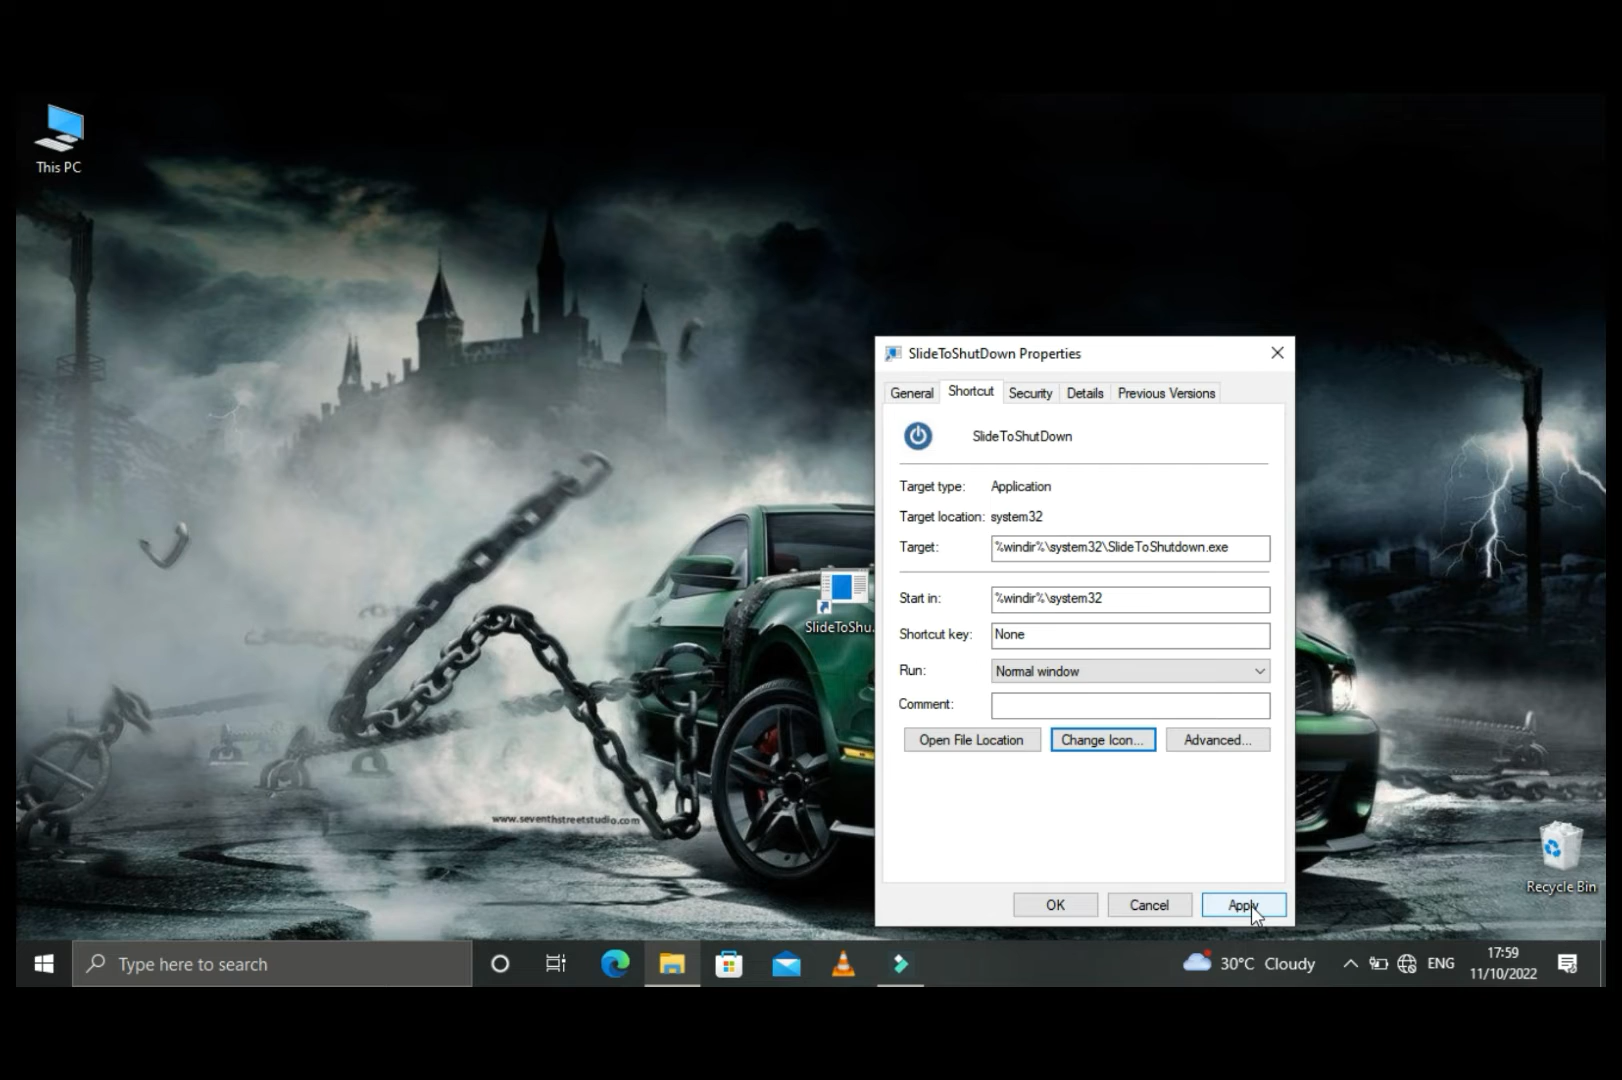 This PC
SlideToShutDown Properties
General Shortcut Security Details Previous Versions
SlideToShutDown
Target type: Application
Target location: system32
Target: %windir%\system32\SlideToShutdown.exe
Start in: %windir%\system32
Shortcut key: None
Run: Normal window
Comment:
Open File Location Change Icon... Advanced...
OK Cancel Apply
SlideToShu.
www.seventhstreetstudio.com
Recycle Bin
Type here to search
30°C Cloudy
ENG
17:59
11/10/2022